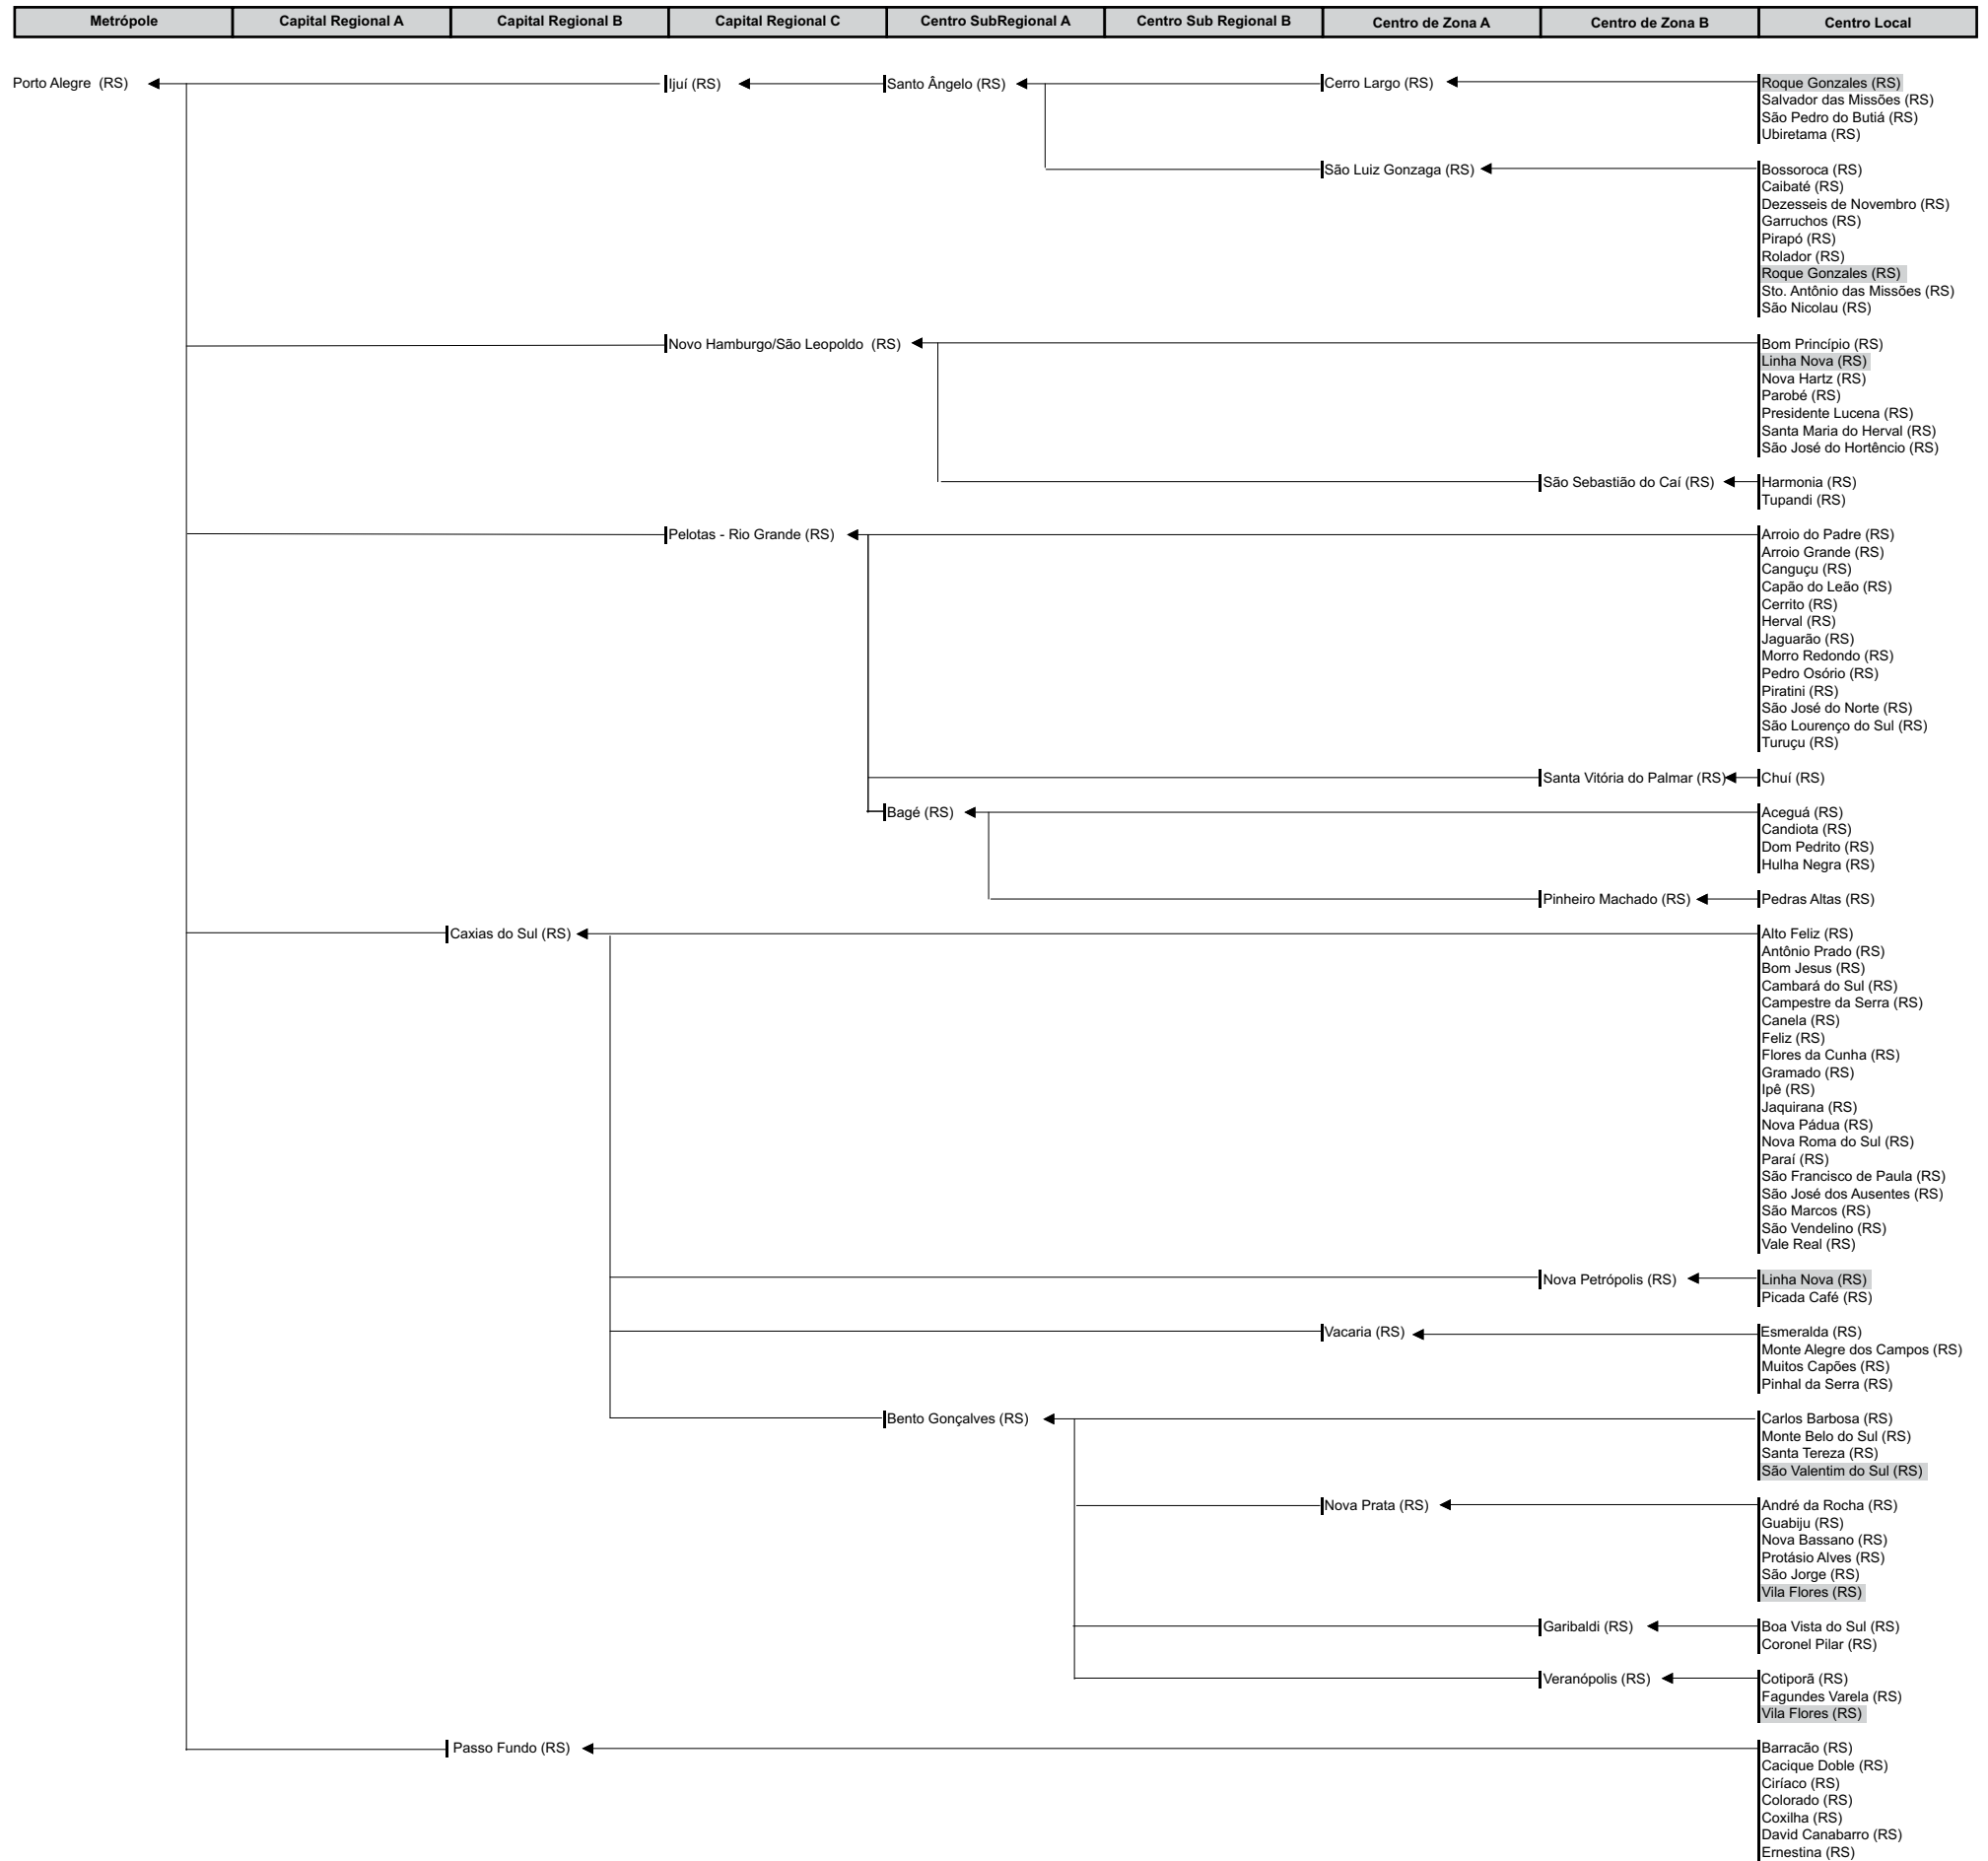 Metrópole Capital Regional A Capital Regional B Capital Regional C Centro SubRegional A Centro Sub Regional B Centro de Zona A Centro de Zona B Centro Local
Porto Alegre (RS) Ijuí (RS) Santo Ângelo (RS) Cerro Largo (RS) Roque Gonzales (RS)
Salvador das Missões (RS)
São Pedro do Butiá (RS)
Ubiretama (RS)
São Luiz Gonzaga (RS) Bossoroca (RS)
Caibaté (RS)
Dezesseis de Novembro (RS)
Garruchos (RS)
Pirapó (RS)
Rolador (RS)
Roque Gonzales (RS)
Sto. Antônio das Missões (RS)
São Nicolau (RS)
Novo Hamburgo/São Leopoldo (RS) Bom Princípio (RS)
Linha Nova (RS)
Nova Hartz (RS)
Parobé (RS)
Presidente Lucena (RS)
Santa Maria do Herval (RS)
São José do Hortêncio (RS)
São Sebastião do Caí (RS) Harmonia (RS)
Tupandi (RS)
Pelotas - Rio Grande (RS) Arroio do Padre (RS)
Arroio Grande (RS)
Canguçu (RS)
Capão do Leão (RS)
Cerrito (RS)
Herval (RS)
Jaguarão (RS)
Morro Redondo (RS)
Pedro Osório (RS)
Piratini (RS)
São José do Norte (RS)
São Lourenço do Sul (RS)
Turuçu (RS)
Santa Vitória do Palmar (RS) Chuí (RS)
Bagé (RS) Aceguá (RS)
Candiota (RS)
Dom Pedrito (RS)
Hulha Negra (RS)
Pinheiro Machado (RS) Pedras Altas (RS)
Caxias do Sul (RS) Alto Feliz (RS)
Antônio Prado (RS)
Bom Jesus (RS)
Cambará do Sul (RS)
Campestre da Serra (RS)
Canela (RS)
Feliz (RS)
Flores da Cunha (RS)
Gramado (RS)
Ipê (RS)
Jaquirana (RS)
Nova Pádua (RS)
Nova Roma do Sul (RS)
Paraí (RS)
São Francisco de Paula (RS)
São José dos Ausentes (RS)
São Marcos (RS)
São Vendelino (RS)
Vale Real (RS)
Nova Petrópolis (RS) Linha Nova (RS)
Picada Café (RS)
Vacaria (RS) Esmeralda (RS)
Monte Alegre dos Campos (RS)
Muitos Capões (RS)
Pinhal da Serra (RS)
Bento Gonçalves (RS) Carlos Barbosa (RS)
Monte Belo do Sul (RS)
Santa Tereza (RS)
São Valentim do Sul (RS)
Nova Prata (RS) André da Rocha (RS)
Guabiju (RS)
Nova Bassano (RS)
Protásio Alves (RS)
São Jorge (RS)
Vila Flores (RS)
Garibaldi (RS) Boa Vista do Sul (RS)
Coronel Pilar (RS)
Veranópolis (RS) Cotiporã (RS)
Fagundes Varela (RS)
Vila Flores (RS)
Passo Fundo (RS) Barracão (RS)
Cacique Doble (RS)
Ciríaco (RS)
Colorado (RS)
Coxilha (RS)
David Canabarro (RS)
Ernestina (RS)